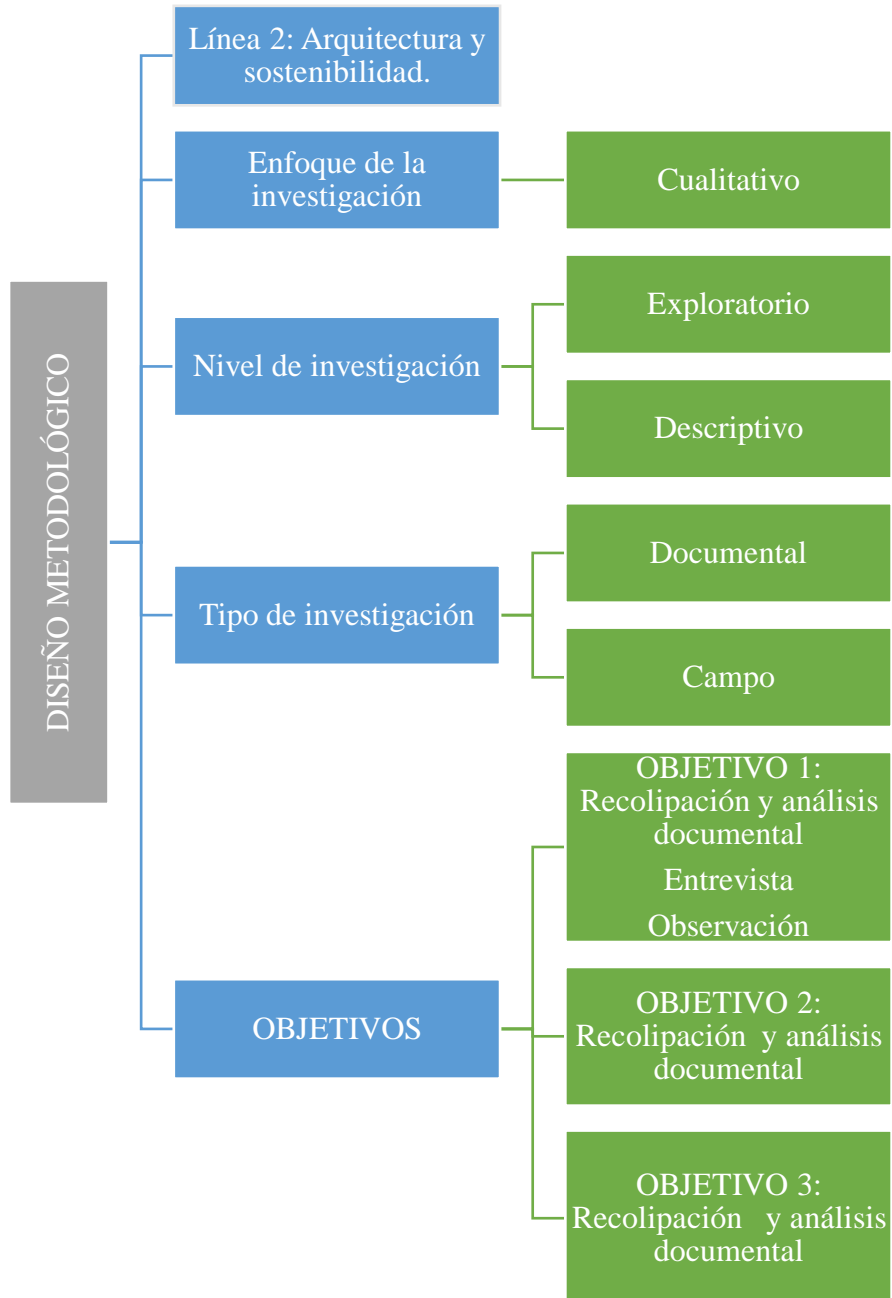 DISEÑO METODOLÓGICO
Línea 2: Arquitectura y
sostenibilidad.
Enfoque de la
investigación
Cualitativo
Nivel de investigación
Exploratorio
Descriptivo
Tipo de investigación
Documental
Campo
OBJETIVOS
OBJETIVO 1:
Recolipación y análisis
documental
Entrevista
Observación
OBJETIVO 2:
Recolipación y análisis
documental
OBJETIVO 3:
Recolipación y análisis
documental